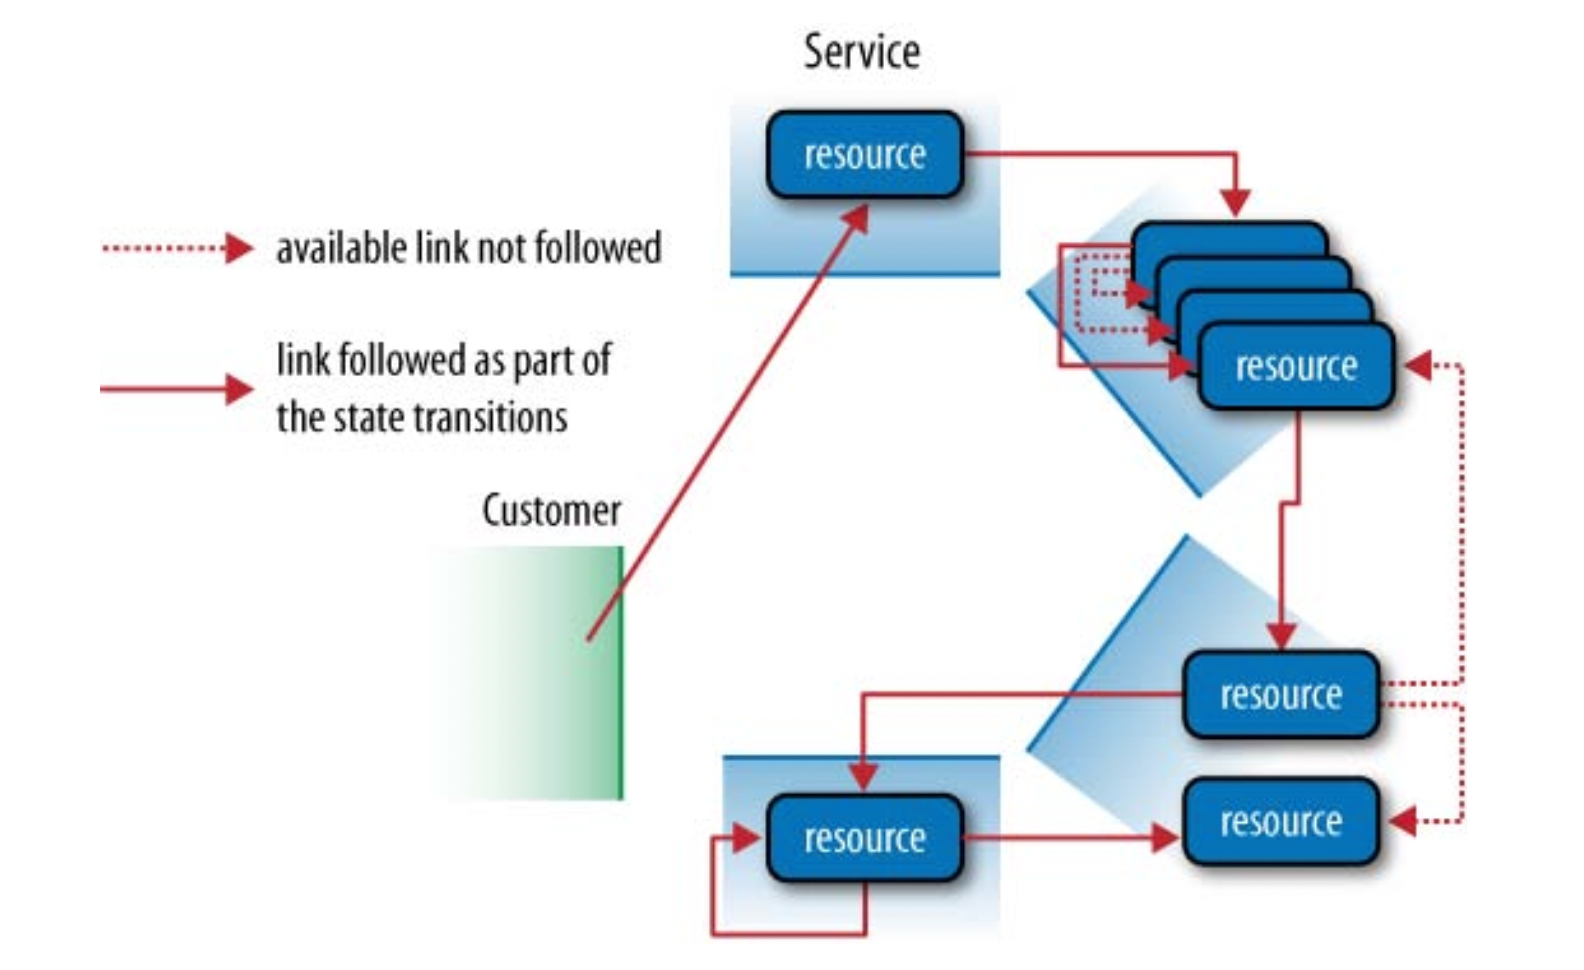 Service
resource
available link not followed
link followed as part of
the state transitions
resource
Customer
resource
resource
resource